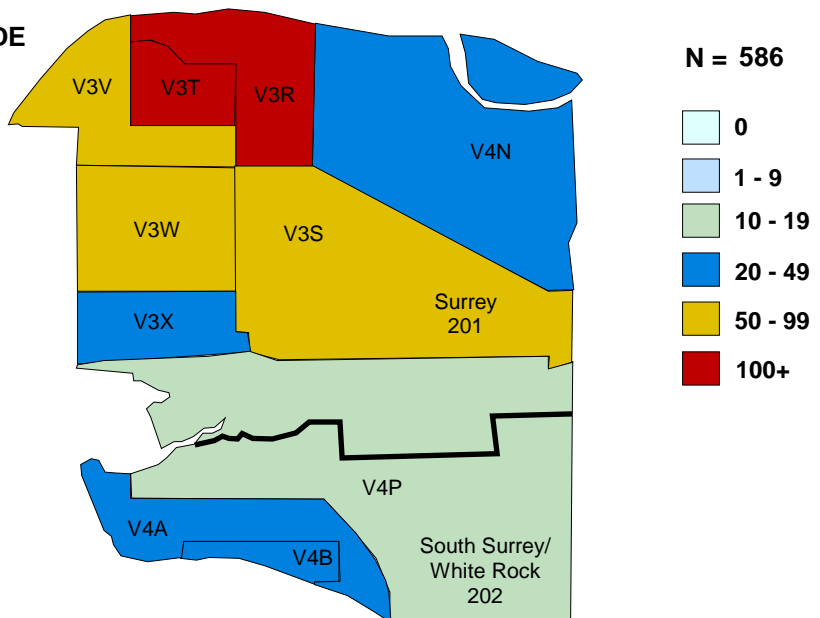 DE
N = 586
V3V
V3T
V3R
V4N
V3W
V3S
V3X
Surrey
201
V4P
V4A
V4B
South Surrey/
White Rock
202
0
1 - 9
10 - 19
20 - 49
50 - 99
100+